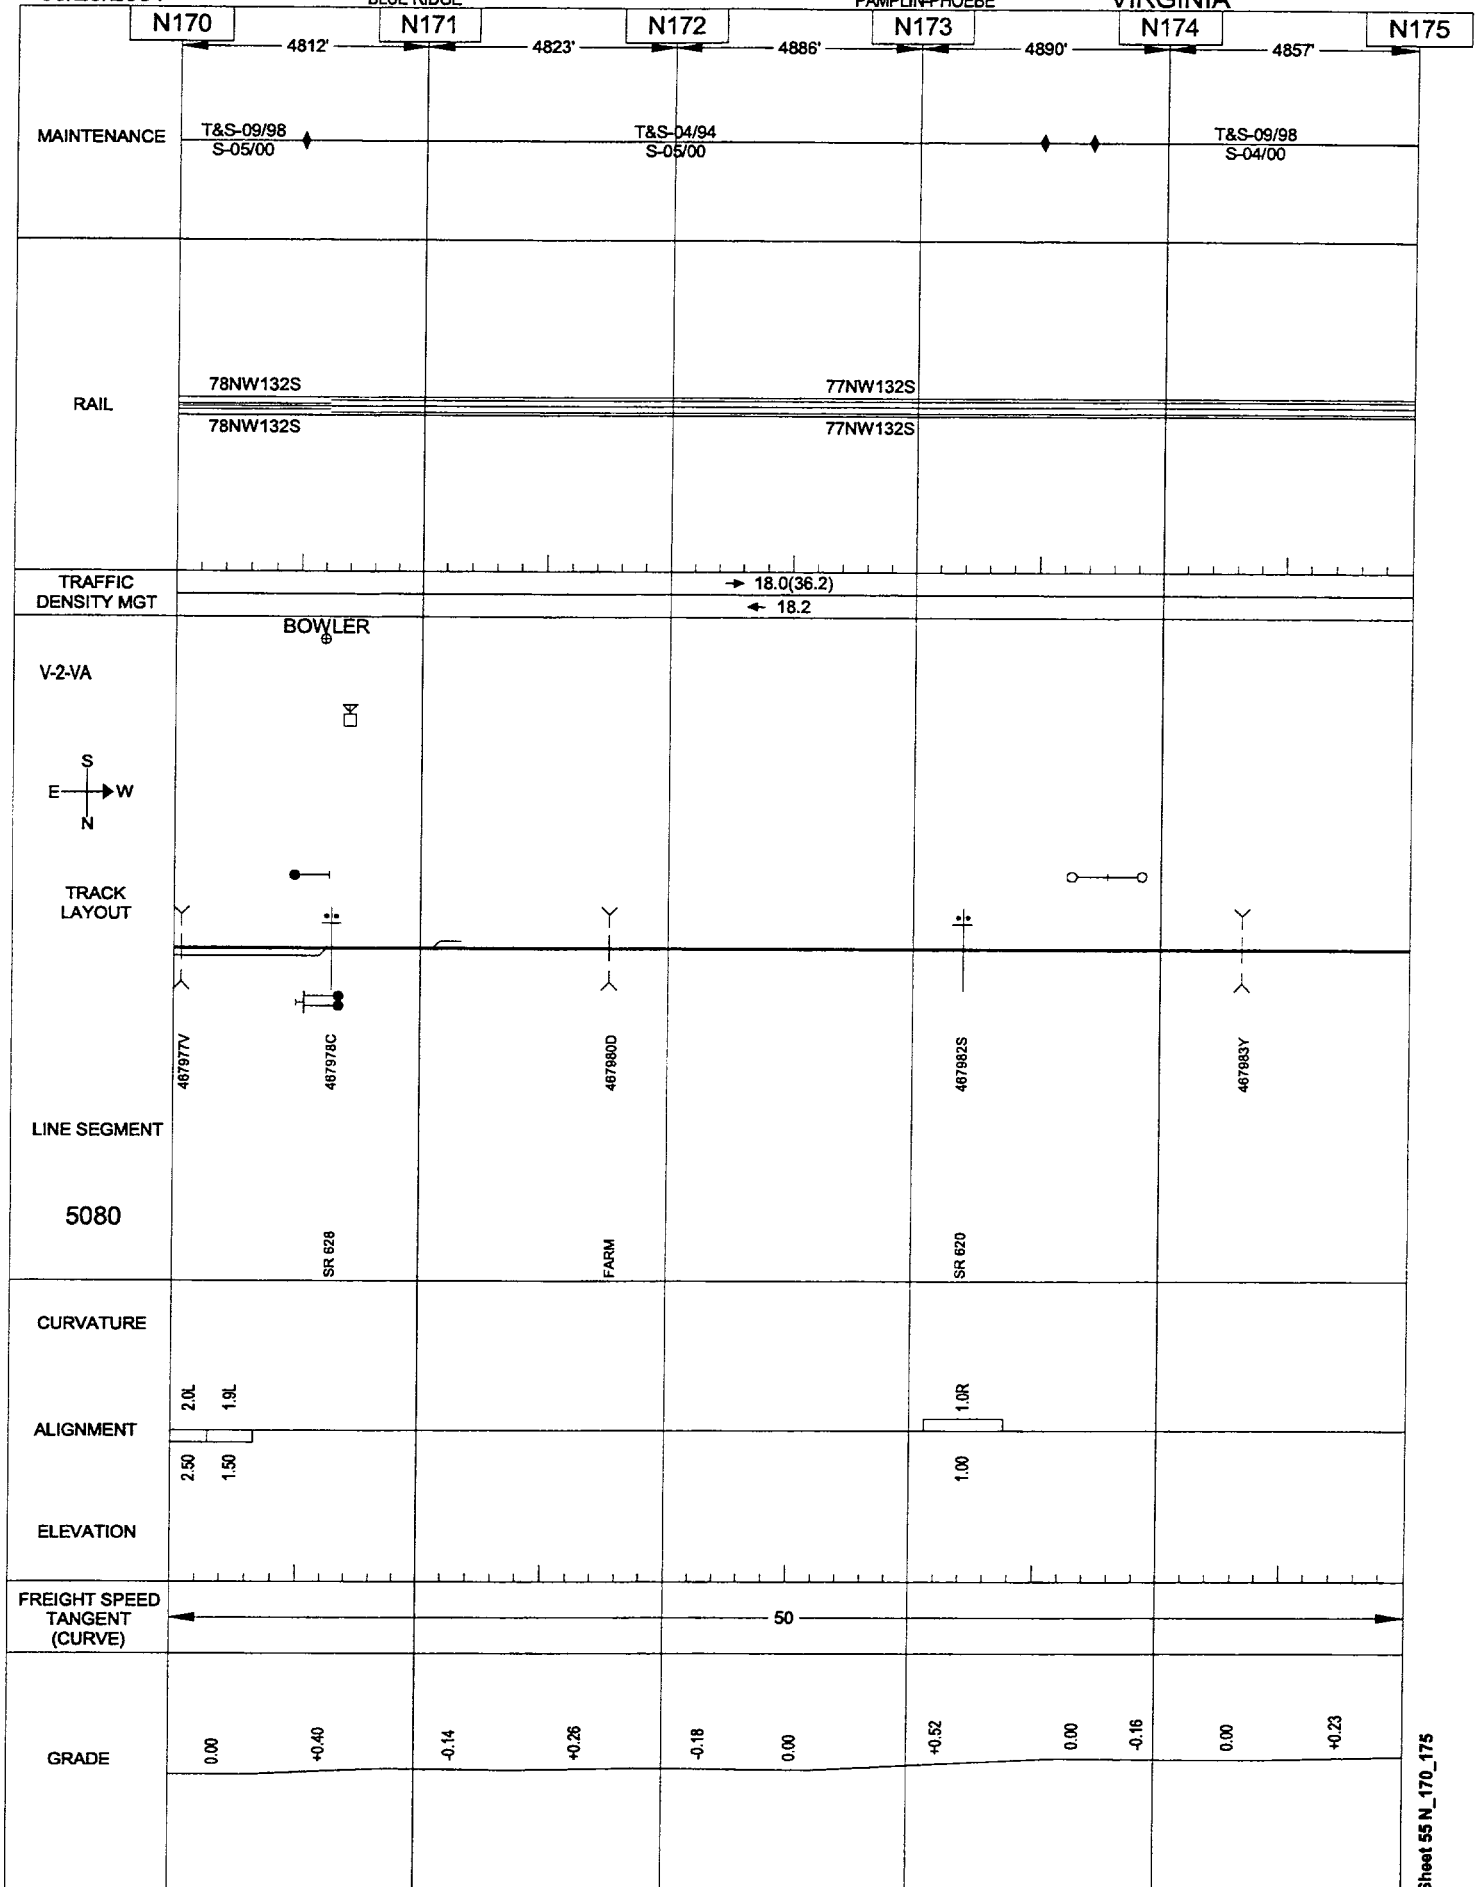 BLUE RIDGE
PAMPLIN-PHOEBE
VIRGINIA
N170
N171
N172
N173
N174
N175
4812'
4823'
4886'
4890'
4857'
MAINTENANCE
T&S-09/98
S-05/00
T&S-04/94
S-05/00
T&S-09/98
S-04/00
RAIL
78NW132S
77NW132S
78NW132S
77NW132S
TRAFFIC
DENSITY MGT
18.0(36.2)
18.2
BOWLER
V-2-VA
S
E
W
N
TRACK
LAYOUT
467977V
467978C
467980D
467982S
467983Y
LINE SEGMENT
5080
SR 628
FARM
SR 620
CURVATURE
2.0L
1.9L
1.0R
ALIGNMENT
2.50
1.50
1.00
ELEVATION
FREIGHT SPEED
TANGENT
(CURVE)
50
GRADE
0.00
+0.40
-0.14
+0.26
-0.18
0.00
+0.52
0.00
-0.16
0.00
+0.23
Sheet 55 N_170_175